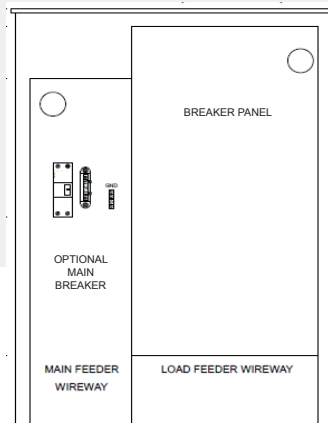 BREAKER PANEL
GND
OPTIONAL
MAIN
BREAKER
MAIN FEEDER
WIREWAY
LOAD FEEDER WIREWAY